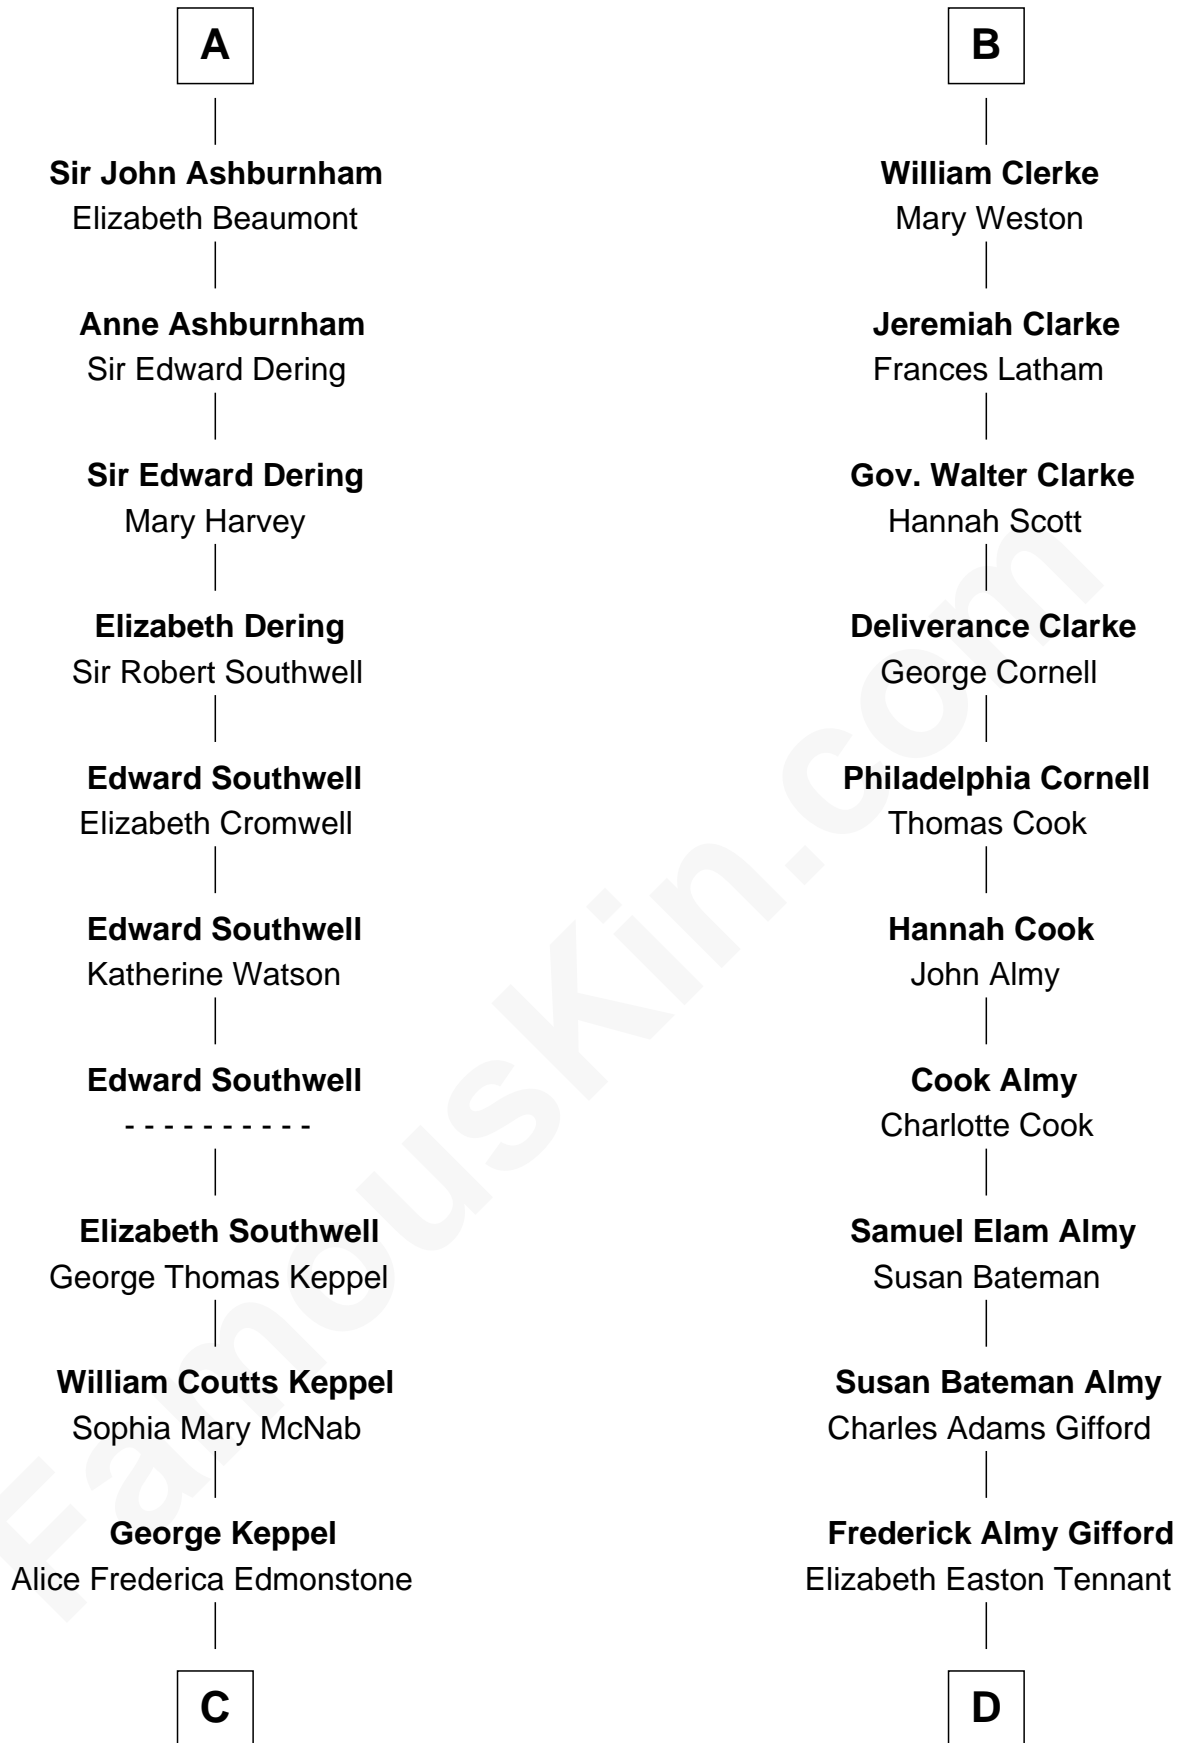 A
Sir John Ashburnham
Elizabeth Beaumont
Anne Ashburnham
Sir Edward Dering
Sir Edward Dering
Mary Harvey
Elizabeth Dering
Sir Robert Southwell
Edward Southwell
Elizabeth Cromwell
Edward Southwell
Katherine Watson
Edward Southwell
- - - - - - - - - -
Elizabeth Southwell
George Thomas Keppel
William Coutts Keppel
Sophia Mary McNab
George Keppel
Alice Frederica Edmonstone
C
B
William Clerke
Mary Weston
Jeremiah Clarke
Frances Latham
Gov. Walter Clarke
Hannah Scott
Deliverance Clarke
George Cornell
Philadelphia Cornell
Thomas Cook
Hannah Cook
John Almy
Cook Almy
Charlotte Cook
Samuel Elam Almy
Susan Bateman
Susan Bateman Almy
Charles Adams Gifford
Frederick Almy Gifford
Elizabeth Easton Tennant
D
FamousKin.com